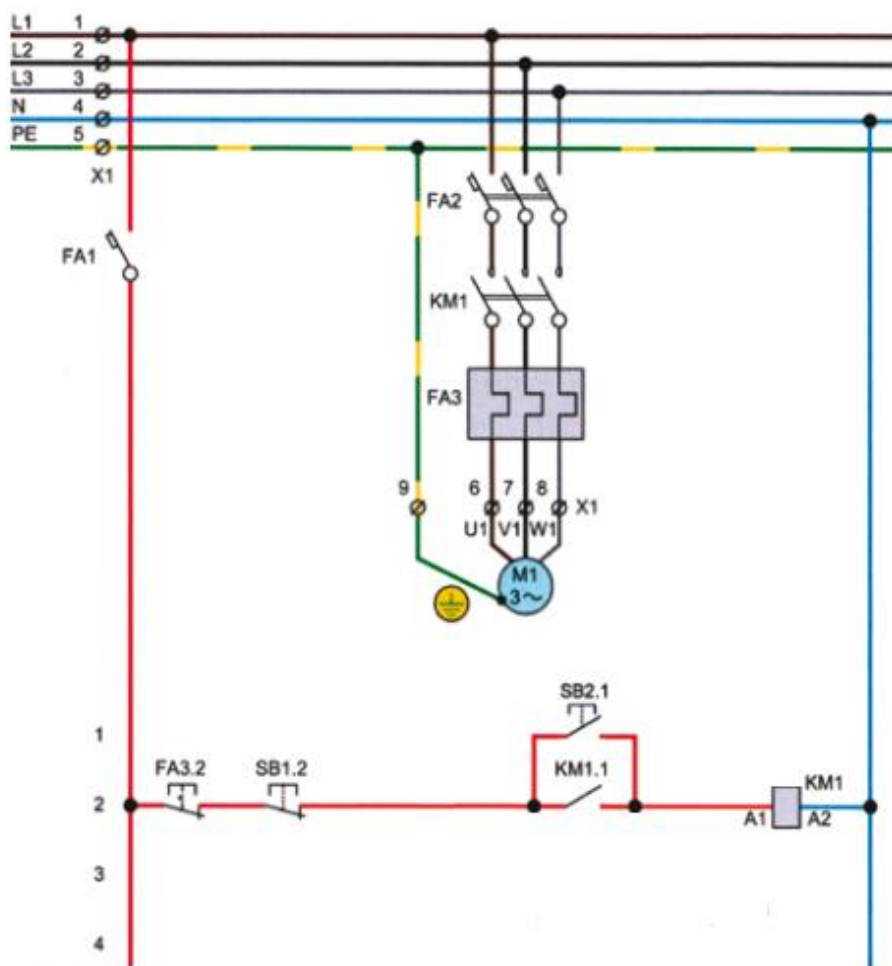 L1 1
L2 2
L3 3
N 4
PE 5
X1
FA2
FA1
KM1
FA3
9 6 7 8 X1
U1 V1 W1
M1
3~
SB2.1
1
FA3.2 SB1.2 KM1.1 KM1
2 A1 A2
3
4